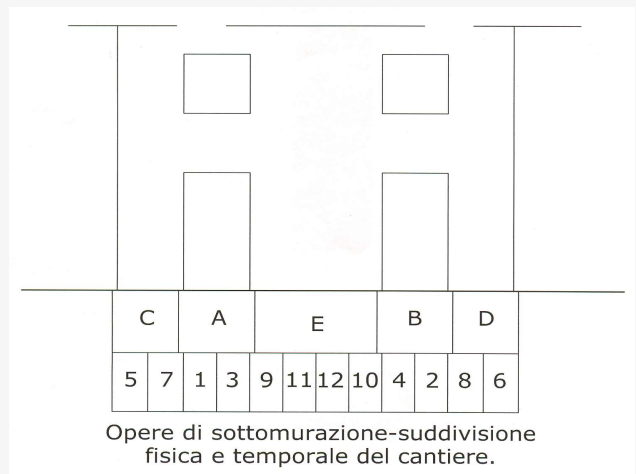 C A E B D
5 7 1 3 9 11 12 10 4 2 8 6
Opere di sottomurazione-suddivisione
fisica e temporale del cantiere.